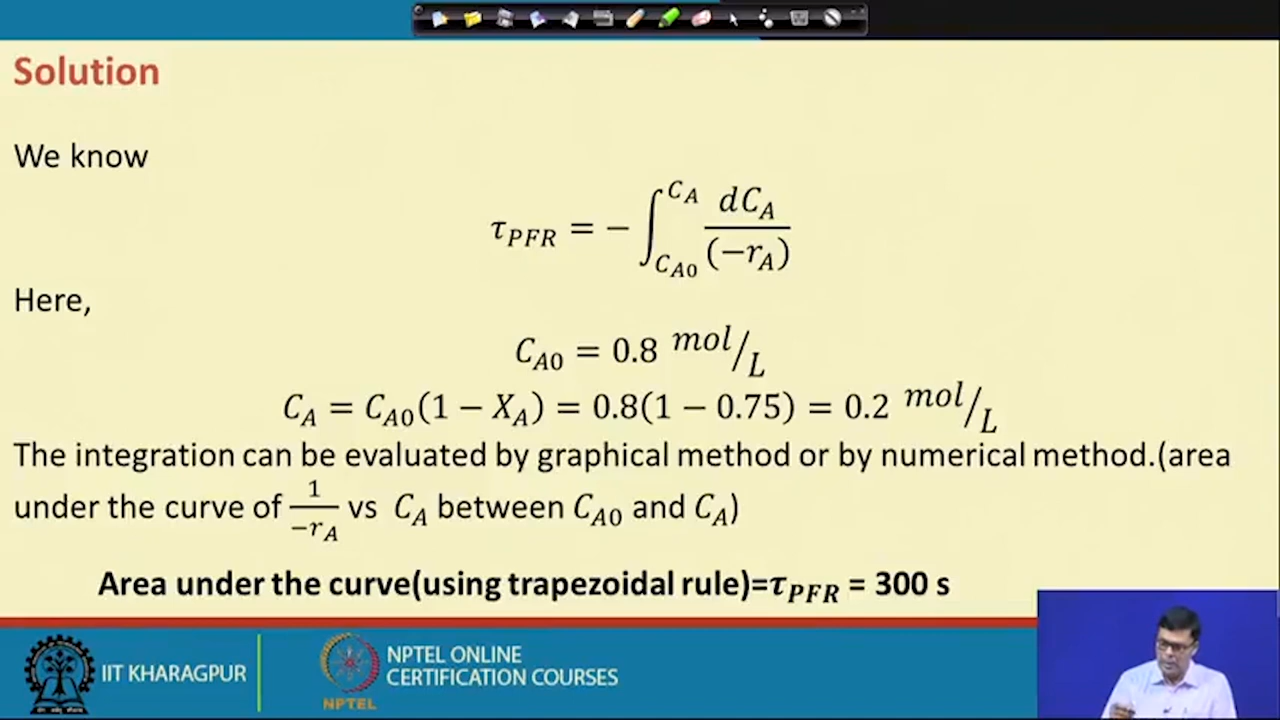 Solution
We know
τ_PFR = − ∫_{C_A0}^{C_A} dC_A / (−r_A)
Here,
C_A0 = 0.8 mol/L
C_A = C_A0(1 − X_A) = 0.8(1 − 0.75) = 0.2 mol/L
The integration can be evaluated by graphical method or by numerical method.(area
under the curve of 1/−r_A vs C_A between C_A0 and C_A)
Area under the curve(using trapezoidal rule)=τ_PFR = 300 s
IIT KHARAGPUR
NPTEL
NPTEL ONLINE
CERTIFICATION COURSES